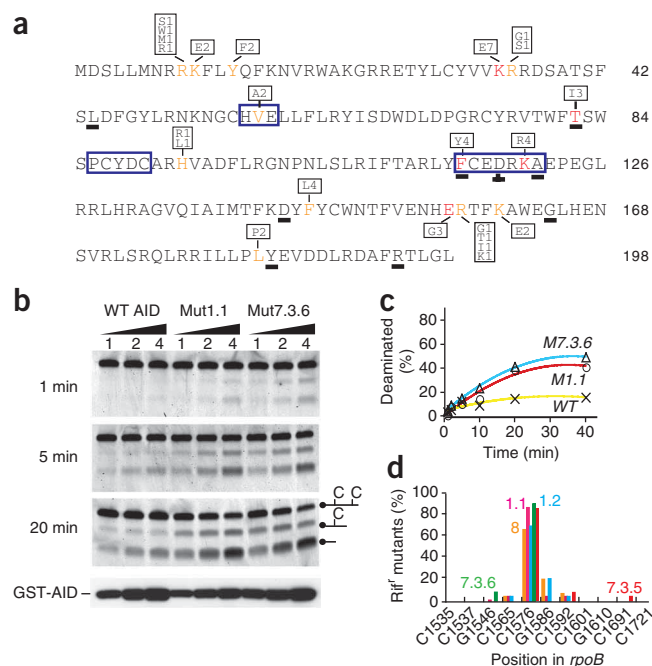 a
S1
W1
M1
R1
E2
F2
E7
G1
S1
MDSLLMNRRKFLYQFKNVRWAKGRRETYLCYVVKRRDSATSF 42
A2
I3
SLDFGYLRNKNGCHVELLFLRYISDWDLDPGRCYRVTWFTSW 84
R1
L1
Y4
R4
SPCYDCARHVADFLRGNPNLSLRIFTARLYFCEDRKAEPEGL 126
L4
RRLHRAGVQIAIMTFKDYFYCWNTFVENHERTFKAWEGLHEN 168
P2
G3
G1
T1
I1
K1
E2
SVRLSRQLRRILLPLYEVDDLRDAFRTLGL 198
b
WT AID Mut1.1 Mut7.3.6
1 2 4 1 2 4 1 2 4
1 min
5 min
20 min
C C
C
GST-AID
c
Deaminated (%)
80
60
40
20
0
M7.3.6
M1.1
WT
0 10 20 30 40
Time (min)
d
Rifr mutants (%)
100
80
60
40
20
0
1.1
1.2
8
7.3.6
7.3.5
C1535
C1537
G1546
C1565
C1576
G1586
C1592
C1601
G1610
C1691
C1721
Position in rpoB